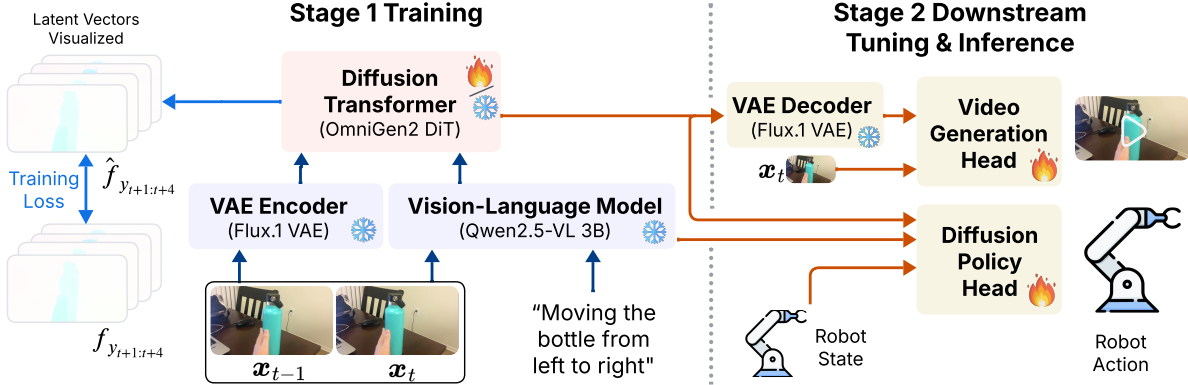 Latent Vectors
Visualized
Training
Loss
f̂ y_{t+1:t+4}
f y_{t+1:t+4}
Stage 1 Training
Diffusion
Transformer
(OmniGen2 DiT)
VAE Encoder
(Flux.1 VAE)
Vision-Language Model
(Qwen2.5-VL 3B)
x_{t−1}
x_t
“Moving the
bottle from
left to right"
Stage 2 Downstream
Tuning & Inference
VAE Decoder
(Flux.1 VAE)
x_t
Video
Generation
Head
Diffusion
Policy
Head
Robot
State
Robot
Action